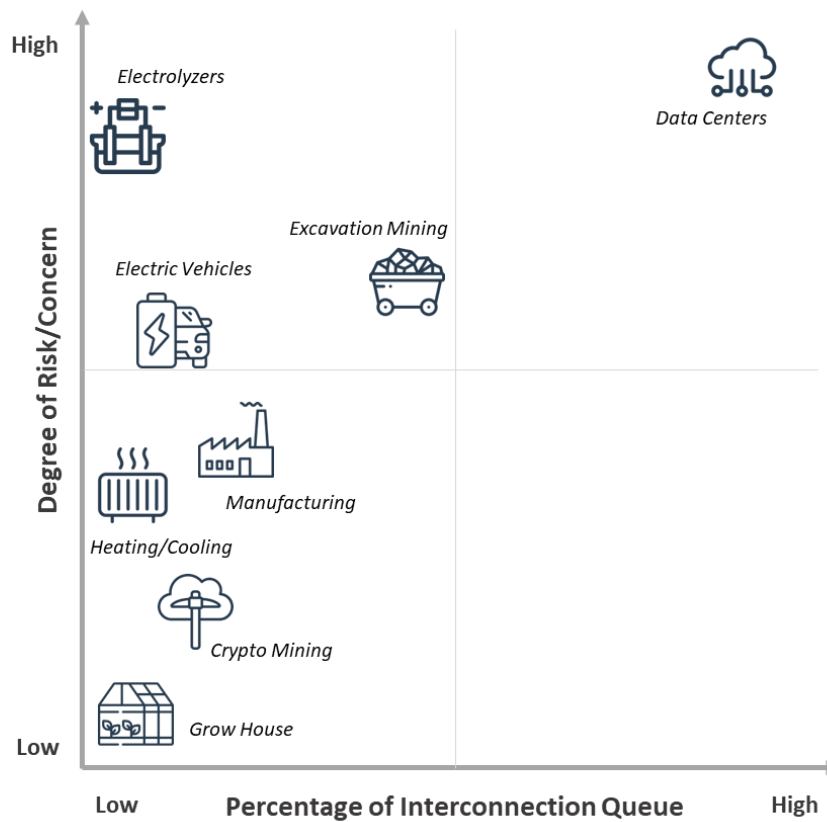 High
Electrolyzers
Data Centers
Excavation Mining
Electric Vehicles
Degree of Risk/Concern
Manufacturing
Heating/Cooling
Crypto Mining
Grow House
Low
Low
Percentage of Interconnection Queue
High